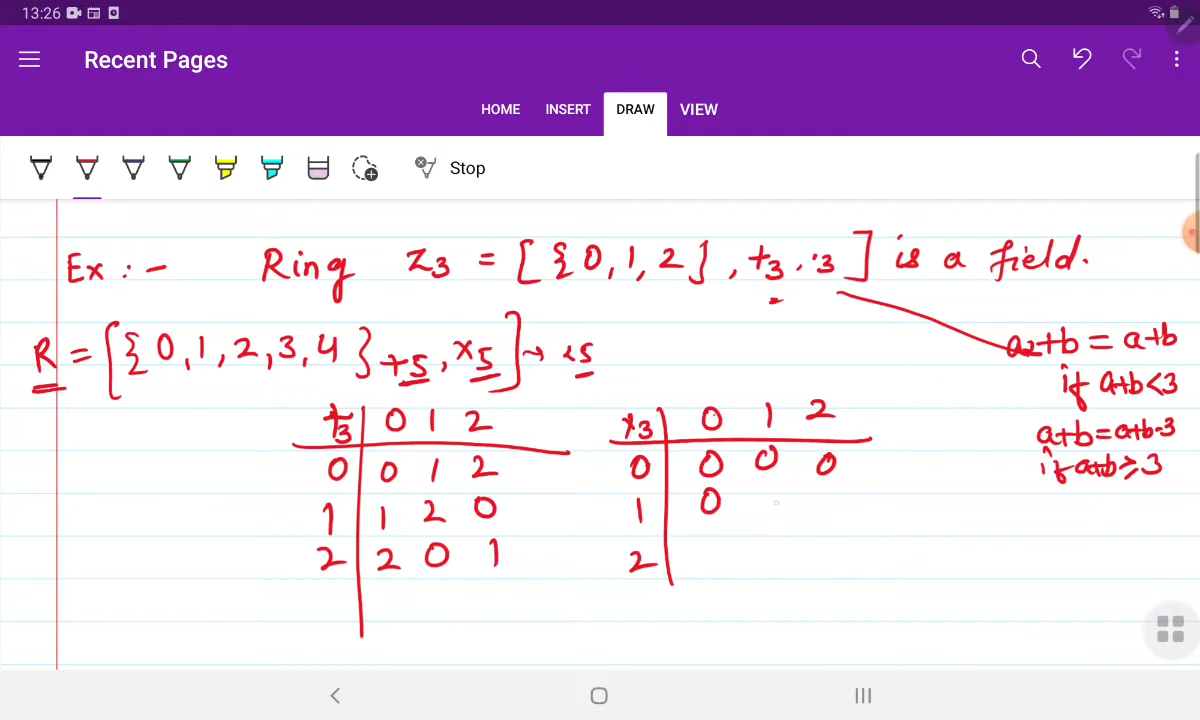 13:26
Recent Pages
HOME INSERT DRAW VIEW
Stop
Ex :- Ring Z3 = [ {0, 1, 2} , +3 . ·3 ] is a field.
R = [ { 0, 1, 2, 3, 4 } +5 , ×5 ] → <5
a+b = a+b
if a+b<3
a+b = a+b-3
if a+b≥3
+3 | 0 1 2
0 | 0 1 2
1 | 1 2 0
2 | 2 0 1
×3 | 0 1 2
0 | 0 0 0
1 | 0
2 |